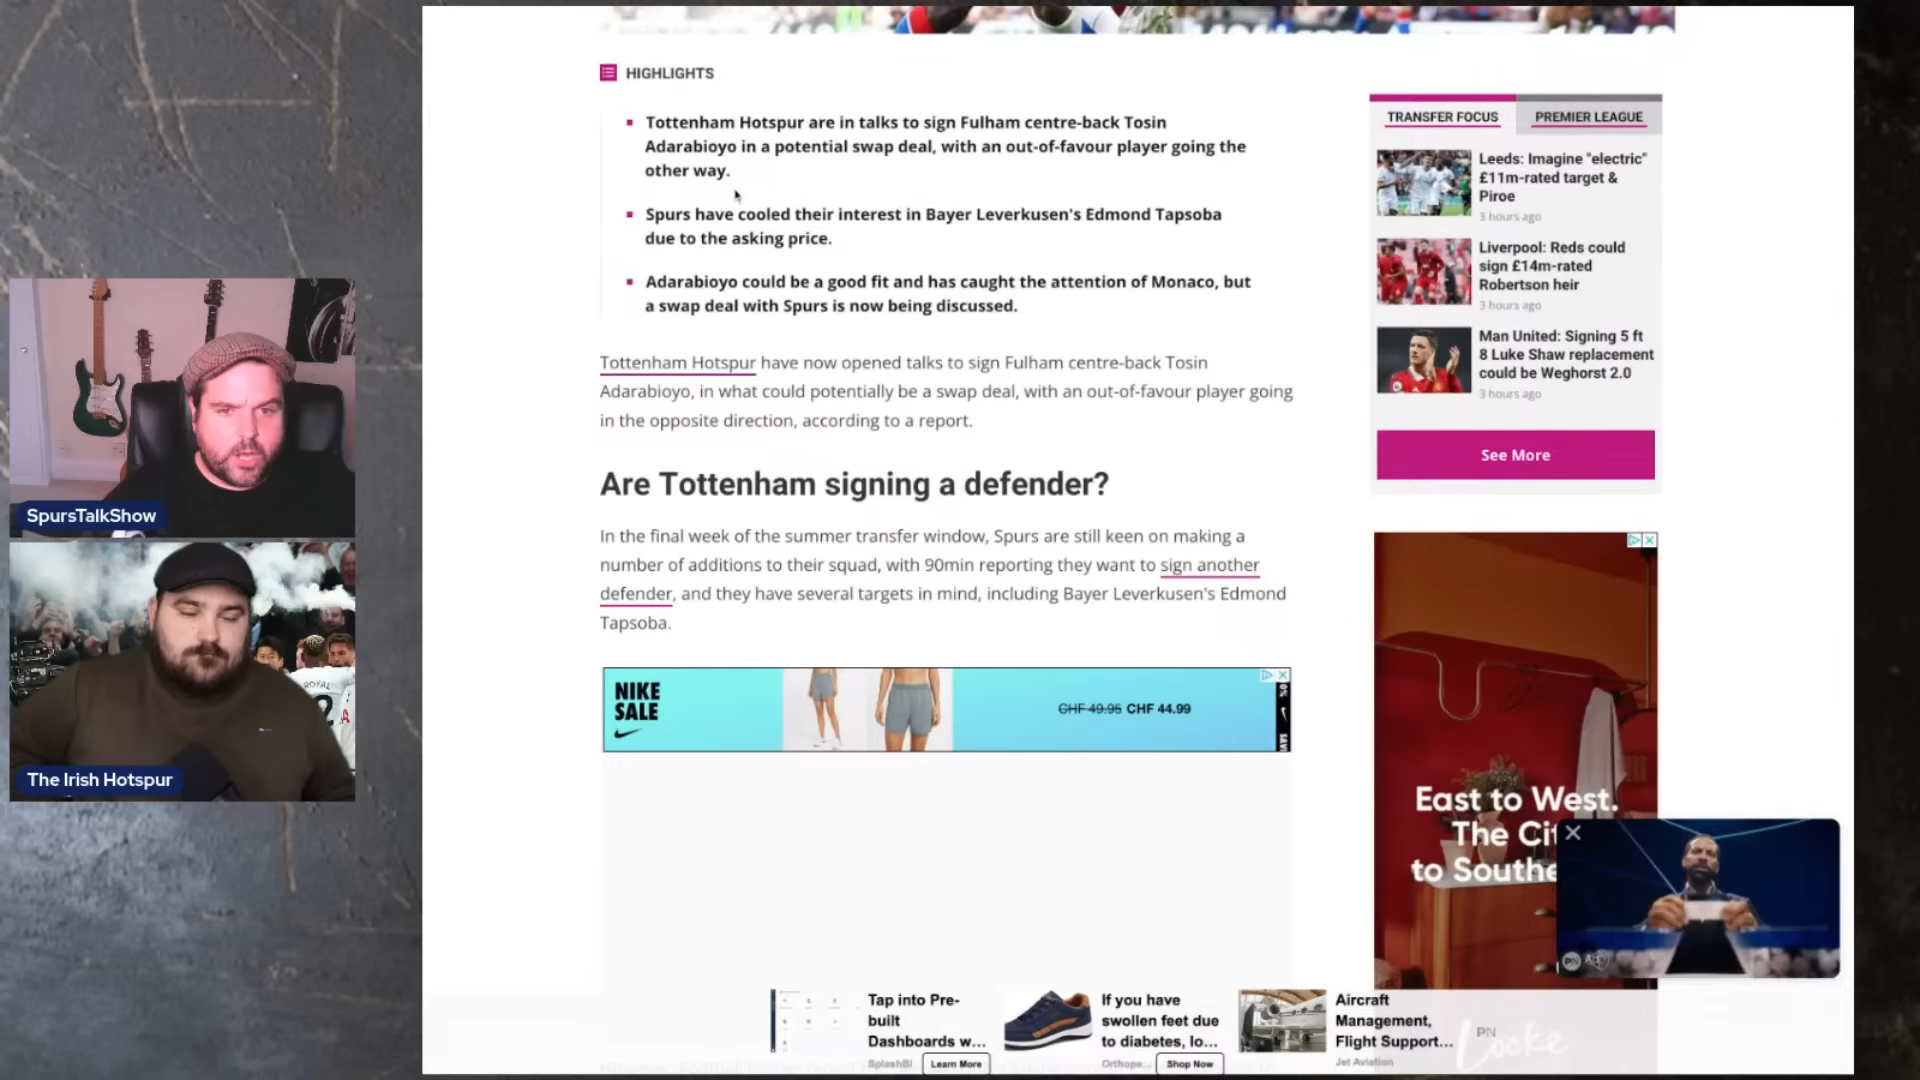 HIGHLIGHTS
Tottenham Hotspur are in talks to sign Fulham centre-back Tosin
Adarabioyo in a potential swap deal, with an out-of-favour player going the
other way.
Spurs have cooled their interest in Bayer Leverkusen's Edmond Tapsoba
due to the asking price.
Adarabioyo could be a good fit and has caught the attention of Monaco, but
a swap deal with Spurs is now being discussed.
Tottenham Hotspur have now opened talks to sign Fulham centre-back Tosin
Adarabioyo, in what could potentially be a swap deal, with an out-of-favour player going
in the opposite direction, according to a report.
Are Tottenham signing a defender?
In the final week of the summer transfer window, Spurs are still keen on making a
number of additions to their squad, with 90min reporting they want to sign another
defender, and they have several targets in mind, including Bayer Leverkusen's Edmond
Tapsoba.
NIKE
SALE
CHF 49.95 CHF 44.99
TRANSFER FOCUS
PREMIER LEAGUE
Leeds: Imagine "electric"
£11m-rated target &
Piroe
3 hours ago
Liverpool: Reds could
sign £14m-rated
Robertson heir
3 hours ago
Man United: Signing 5 ft
8 Luke Shaw replacement
could be Weghorst 2.0
3 hours ago
See More
East to West.
The Cit
to Southe
PN
SpursTalkShow
ROYAL
The Irish Hotspur
Tap into Pre-
built
Dashboards w...
SplashBI
Learn More
If you have
swollen feet due
to diabetes, lo...
Orthope...
Shop Now
Aircraft
Management,
Flight Support...
Jet Aviation
PN
Locke